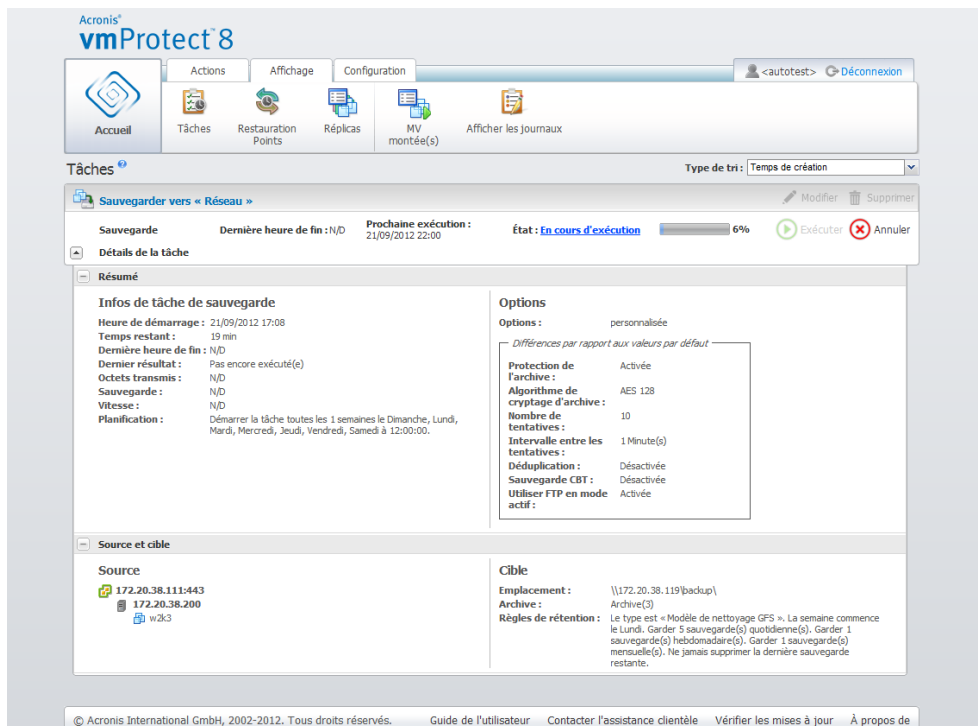 Acronis®
vmProtect™8
Actions Affichage Configuration
<autotest> Déconnexion
Accueil
Tâches
Restauration Points
Réplicas
MV montée(s)
Afficher les journaux
Tâches ?
Type de tri : Temps de création
Sauvegarder vers « Réseau »
Modifier Supprimer
Sauvegarde
Dernière heure de fin : N/D
Prochaine exécution :
21/09/2012 22:00
État : En cours d'exécution
6%
Exécuter
Annuler
Détails de la tâche
Résumé
Infos de tâche de sauvegarde
Heure de démarrage : 21/09/2012 17:08
Temps restant : 19 min
Dernière heure de fin : N/D
Dernier résultat : Pas encore exécuté(e)
Octets transmis : N/D
Sauvegarde : N/D
Vitesse : N/D
Planification : Démarrer la tâche toutes les 1 semaines le Dimanche, Lundi,
Mardi, Mercredi, Jeudi, Vendredi, Samedi à 12:00:00.
Options
Options : personnalisée
Différences par rapport aux valeurs par défaut
Protection de l'archive : Activée
Algorithme de cryptage d'archive : AES 128
Nombre de tentatives : 10
Intervalle entre les tentatives : 1 Minute(s)
Déduplication : Désactivée
Sauvegarde CBT : Désactivée
Utiliser FTP en mode actif : Activée
Source et cible
Source
172.20.38.111:443
172.20.38.200
w2k3
Cible
Emplacement : \\172.20.38.119\backup\
Archive : Archive(3)
Règles de rétention : Le type est « Modèle de nettoyage GFS ». La semaine commence
le Lundi. Garder 5 sauvegarde(s) quotidienne(s). Garder 1
sauvegarde(s) hebdomadaire(s). Garder 1 sauvegarde(s)
mensuelle(s). Ne jamais supprimer la dernière sauvegarde
restante.
© Acronis International GmbH, 2002-2012. Tous droits réservés.
Guide de l'utilisateur Contacter l'assistance clientèle Vérifier les mises à jour À propos de